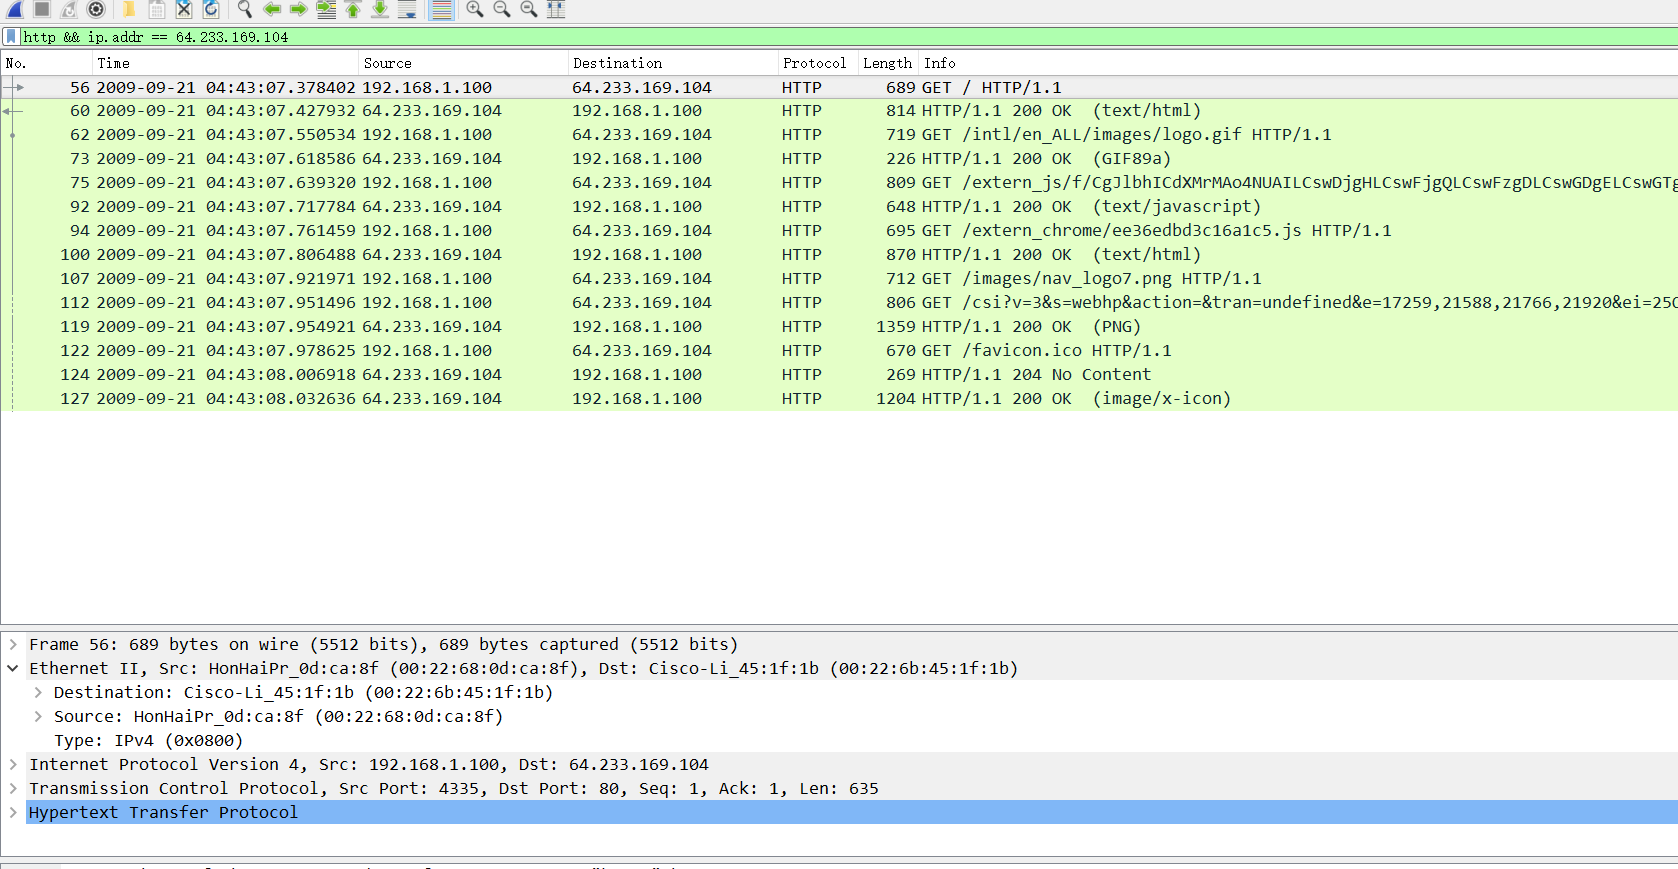 http && ip.addr == 64.233.169.104
No. Time Source Destination Protocol Length Info
56 2009-09-21 04:43:07.378402 192.168.1.100 64.233.169.104 HTTP 689 GET / HTTP/1.1
60 2009-09-21 04:43:07.427932 64.233.169.104 192.168.1.100 HTTP 814 HTTP/1.1 200 OK (text/html)
62 2009-09-21 04:43:07.550534 192.168.1.100 64.233.169.104 HTTP 719 GET /intl/en_ALL/images/logo.gif HTTP/1.1
73 2009-09-21 04:43:07.618586 64.233.169.104 192.168.1.100 HTTP 226 HTTP/1.1 200 OK (GIF89a)
75 2009-09-21 04:43:07.639320 192.168.1.100 64.233.169.104 HTTP 809 GET /extern_js/f/CgJlbhICdXMrMAo4NUAILCswDjgHLCswFjgQLCswFzgDLCswGDgELCswGTg
92 2009-09-21 04:43:07.717784 64.233.169.104 192.168.1.100 HTTP 648 HTTP/1.1 200 OK (text/javascript)
94 2009-09-21 04:43:07.761459 192.168.1.100 64.233.169.104 HTTP 695 GET /extern_chrome/ee36edbd3c16a1c5.js HTTP/1.1
100 2009-09-21 04:43:07.806488 64.233.169.104 192.168.1.100 HTTP 870 HTTP/1.1 200 OK (text/html)
107 2009-09-21 04:43:07.921971 192.168.1.100 64.233.169.104 HTTP 712 GET /images/nav_logo7.png HTTP/1.1
112 2009-09-21 04:43:07.951496 192.168.1.100 64.233.169.104 HTTP 806 GET /csi?v=3&s=webhp&action=&tran=undefined&e=17259,21588,21766,21920&ei=25
119 2009-09-21 04:43:07.954921 64.233.169.104 192.168.1.100 HTTP 1359 HTTP/1.1 200 OK (PNG)
122 2009-09-21 04:43:07.978625 192.168.1.100 64.233.169.104 HTTP 670 GET /favicon.ico HTTP/1.1
124 2009-09-21 04:43:08.006918 64.233.169.104 192.168.1.100 HTTP 269 HTTP/1.1 204 No Content
127 2009-09-21 04:43:08.032636 64.233.169.104 192.168.1.100 HTTP 1204 HTTP/1.1 200 OK (image/x-icon)
Frame 56: 689 bytes on wire (5512 bits), 689 bytes captured (5512 bits)
Ethernet II, Src: HonHaiPr_0d:ca:8f (00:22:68:0d:ca:8f), Dst: Cisco-Li_45:1f:1b (00:22:6b:45:1f:1b)
Destination: Cisco-Li_45:1f:1b (00:22:6b:45:1f:1b)
Source: HonHaiPr_0d:ca:8f (00:22:68:0d:ca:8f)
Type: IPv4 (0x0800)
Internet Protocol Version 4, Src: 192.168.1.100, Dst: 64.233.169.104
Transmission Control Protocol, Src Port: 4335, Dst Port: 80, Seq: 1, Ack: 1, Len: 635
Hypertext Transfer Protocol